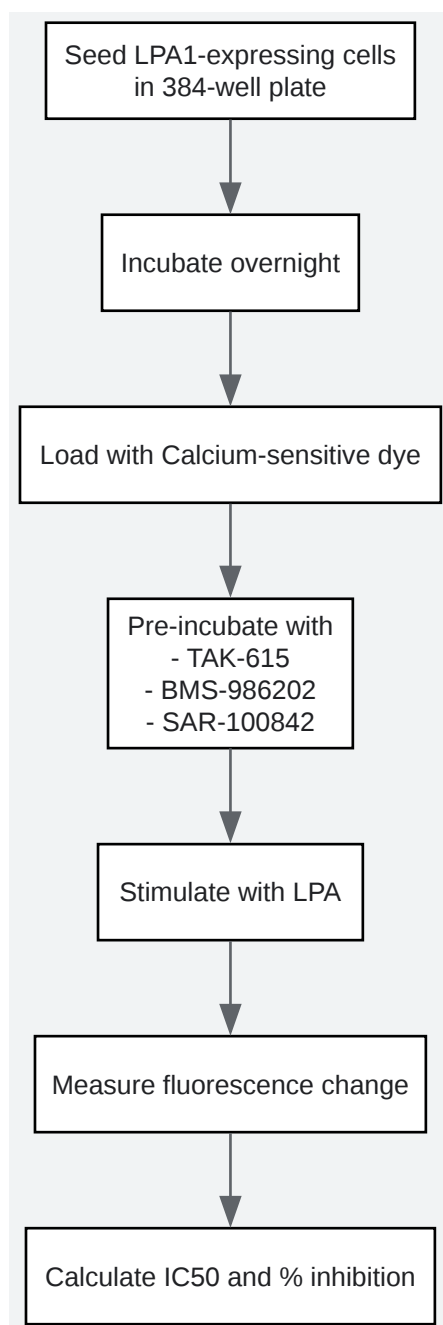 Seed LPA1-expressing cells
in 384-well plate
Incubate overnight
Load with Calcium-sensitive dye
Pre-incubate with
- TAK-615
- BMS-986202
- SAR-100842
Stimulate with LPA
Measure fluorescence change
Calculate IC50 and % inhibition